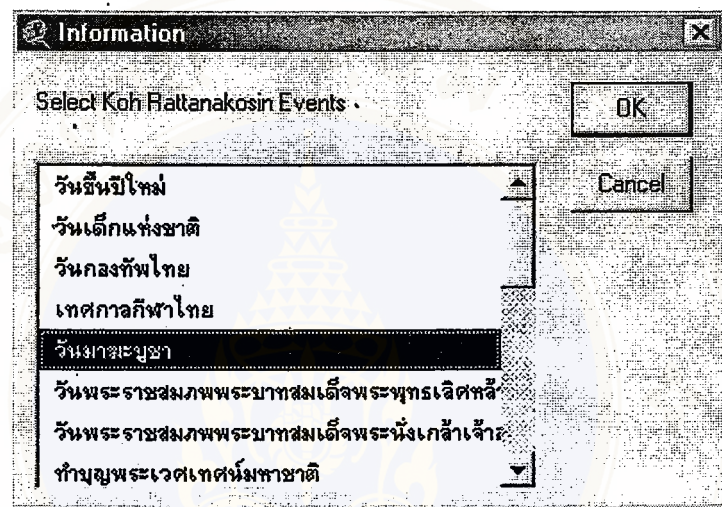 Information
Select Koh Rattanakosin Events
OK
Cancel
วันขึ้นปีใหม่
วันเด็กแห่งชาติ
วันกองทัพไทย
เทศกาลกีฬาไทย
วันมาฆะบูชา
วันพระราชสมภพพระบาทสมเด็จพระพุทธเลิศหล้
วันพระราชสมภพพระบาทสมเด็จพระนั่งเกล้าเจ้าอ
ทำบุญพระเวศเทศน์มหาชาติ